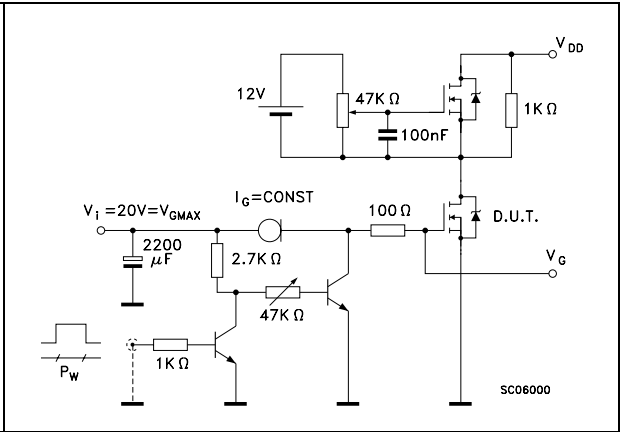 V DD
12V
47K Ω
1K Ω
100nF
I G =CONST
V i =20V=V GMAX
100 Ω
D.U.T.
2200
μF
2.7K Ω
V G
47K Ω
1K Ω
P W
SC06000